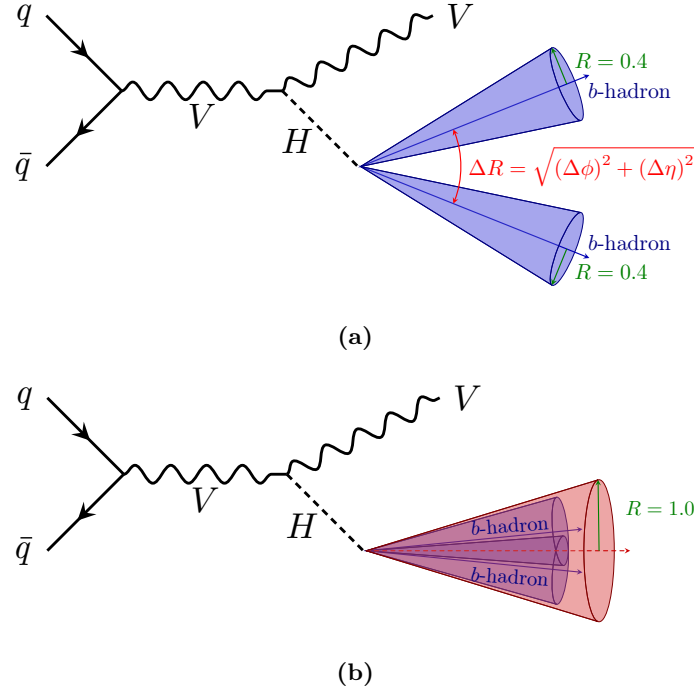 q
V
R = 0.4
b-hadron
V
H
ΔR = √(Δφ)² + (Δη)²
q̄
b-hadron
R = 0.4
(a)
q
V
V
R = 1.0
b-hadron
H
q̄
b-hadron
(b)